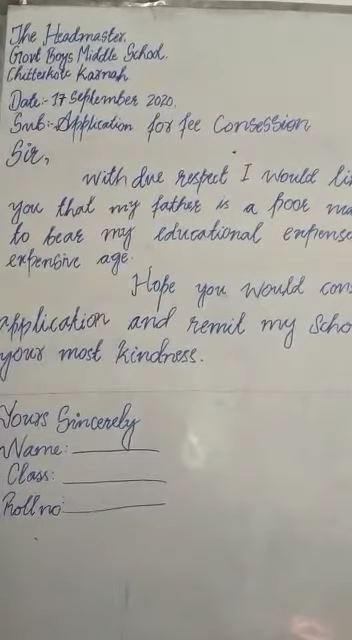 The Headmaster.
Govt Boys Middle School.
Chitterkote Karnah
Date:- 17 September 2020.
Sub:- Application for fee Consession
Sir,
with due respect I would li
you that my father is a poor ma
to bear my educational expense
expensive age.
Hope you would cons
application and remit my Scho
your most kindness.
Yours Sincerely
Name:
Class:
Roll no: